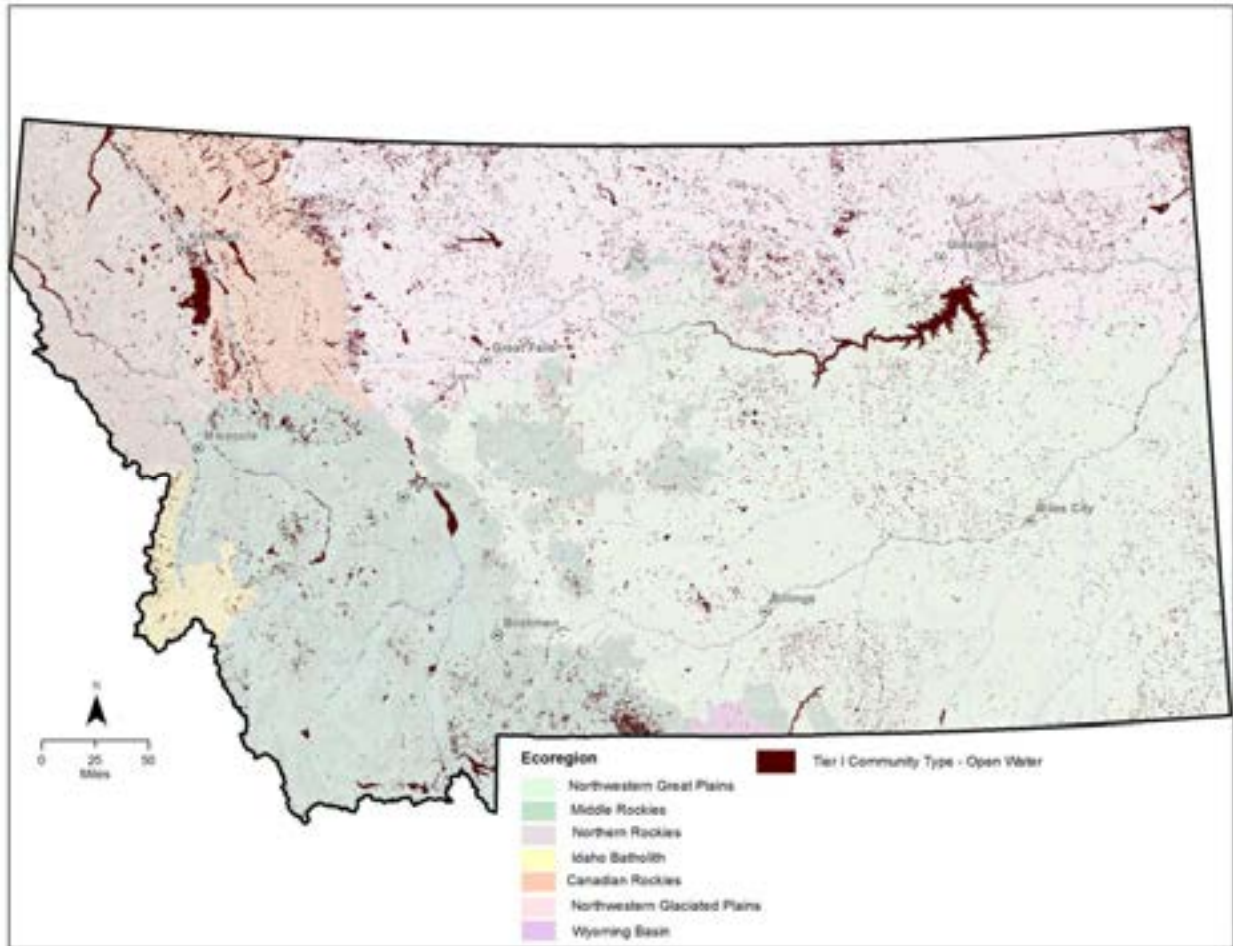 Great Falls
Missoula
Miles City
Billings
Bozeman
N
0 25 50
Miles
Ecoregion
Tier I Community Type - Open Water
Northwestern Great Plains
Middle Rockies
Northern Rockies
Idaho Batholith
Canadian Rockies
Northwestern Glaciated Plains
Wyoming Basin